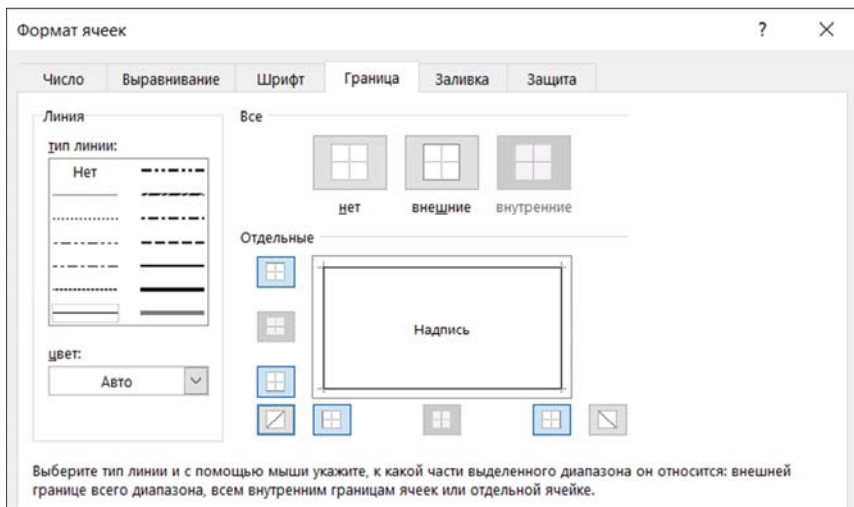 Формат ячеек ? ×
Число Выравнивание Шрифт Граница Заливка Защита
Линия
тип линии:
Нет
цвет:
Авто
Все
нет внешние внутренние
Отдельные
Надпись
Выберите тип линии и с помощью мыши укажите, к какой части выделенного диапазона он относится: внешней
границе всего диапазона, всем внутренним границам ячеек или отдельной ячейке.